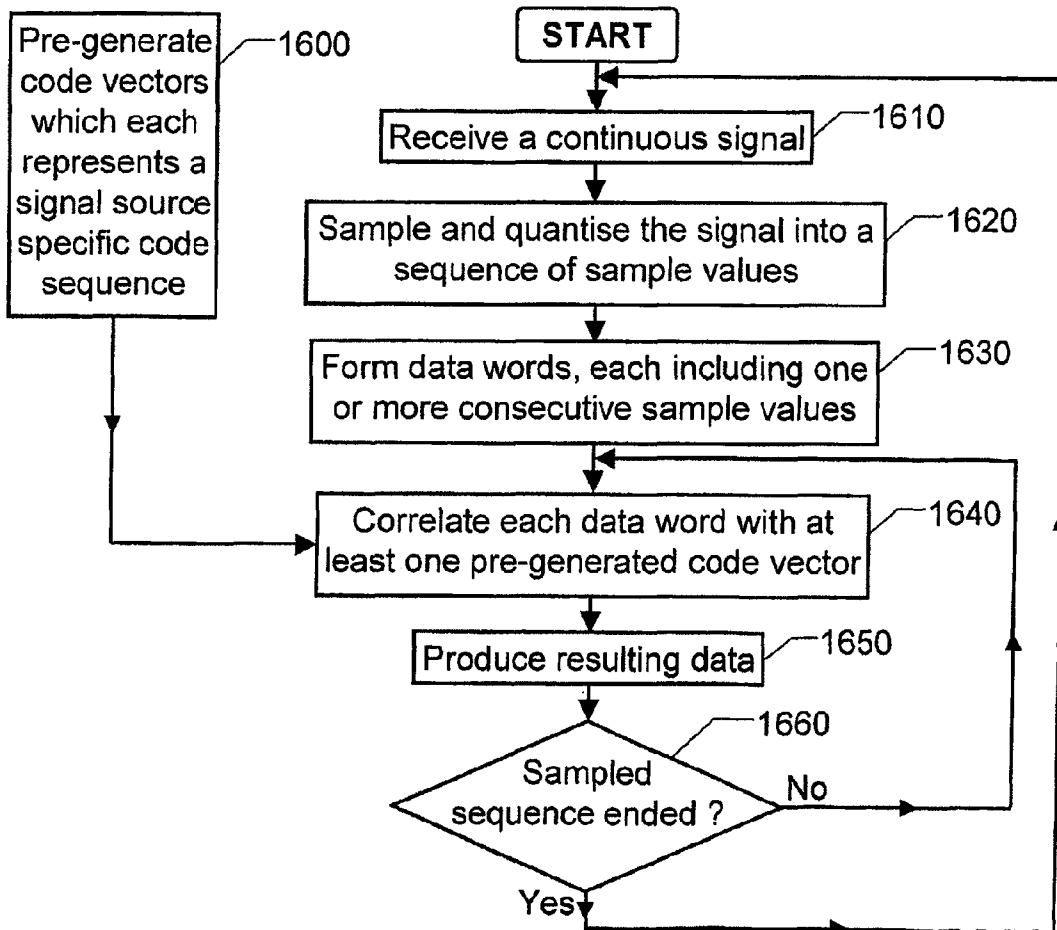 Pre-generate
code vectors
which each
represents a
signal source
specific code
sequence
1600
START
Receive a continuous signal
1610
Sample and quantise the signal into a
sequence of sample values
1620
Form data words, each including one
or more consecutive sample values
1630
Correlate each data word with at
least one pre-generated code vector
1640
Produce resulting data
1650
Sampled
sequence ended ?
1660
No
Yes